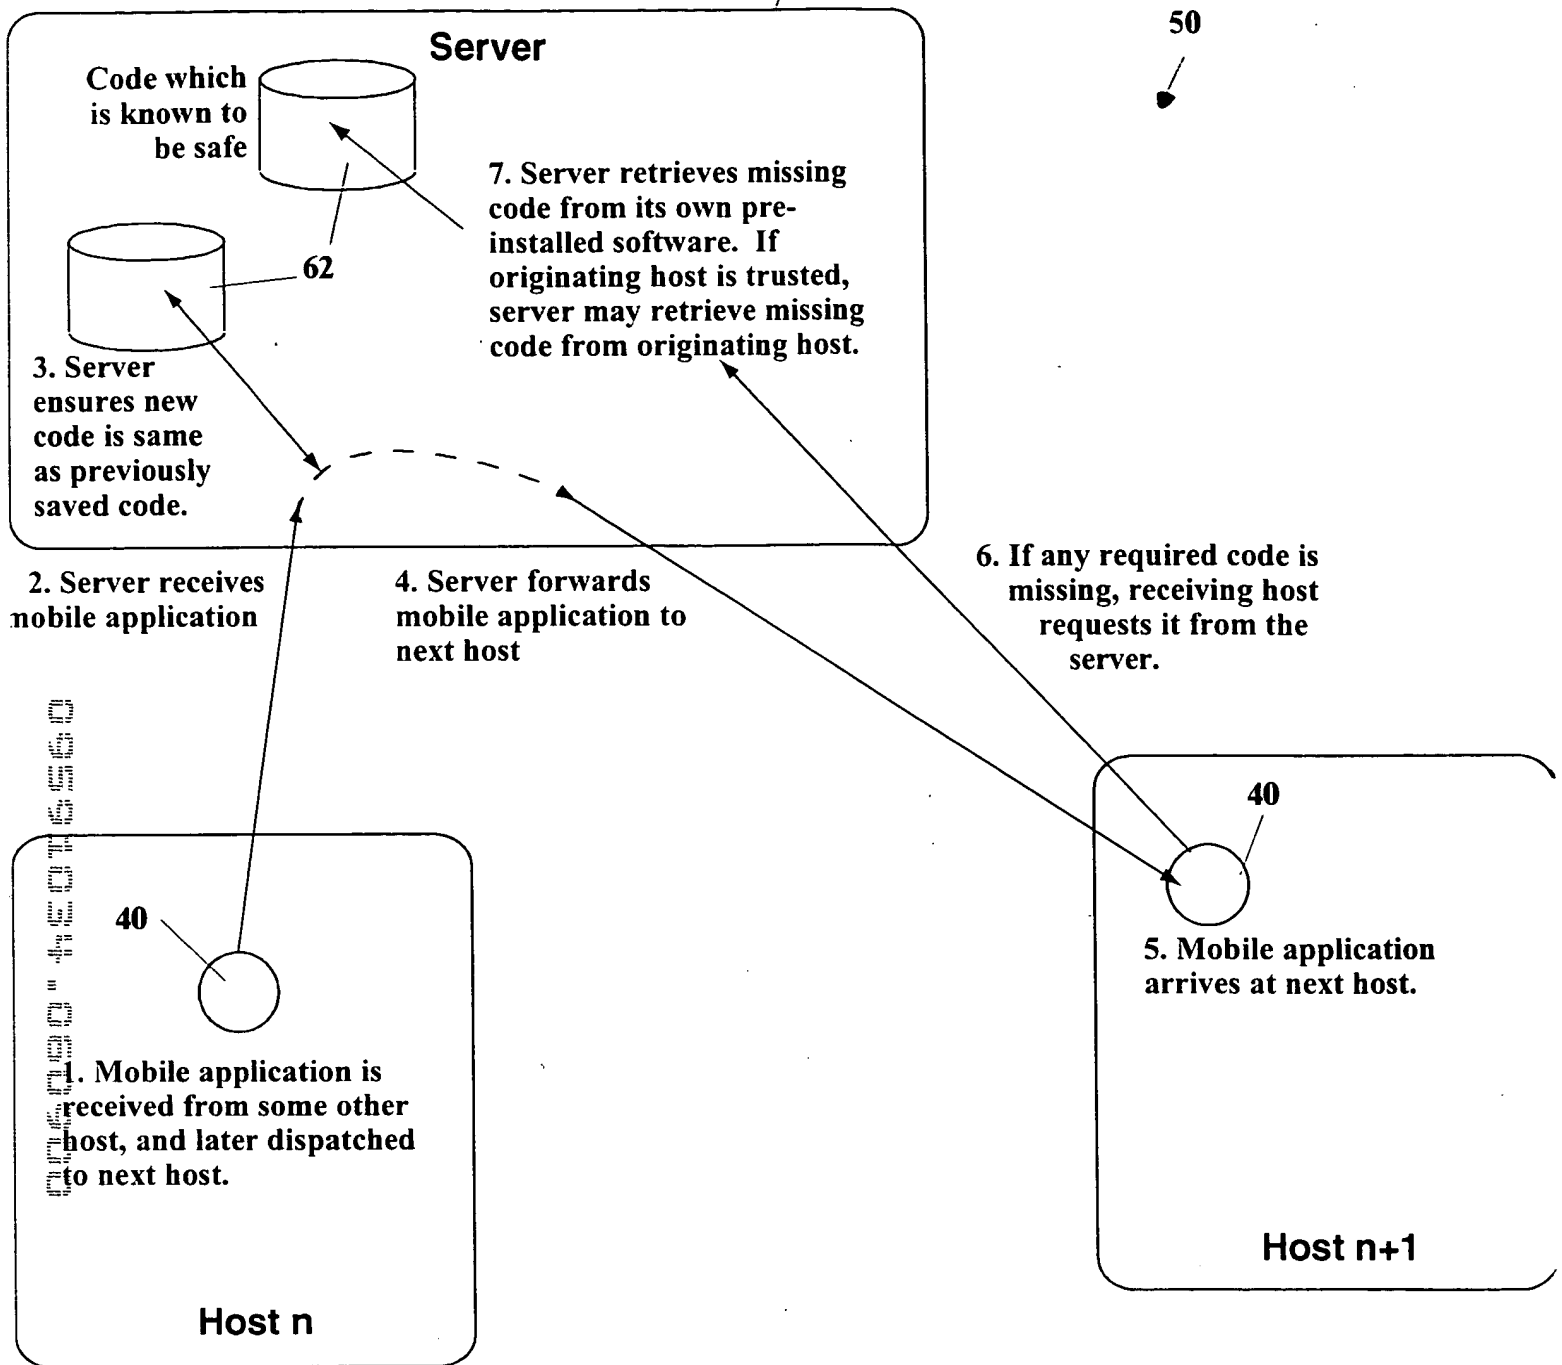 50
Server
Code which
is known to
be safe
7. Server retrieves missing
code from its own pre-
installed software. If
originating host is trusted,
server may retrieve missing
code from originating host.
62
3. Server
ensures new
code is same
as previously
saved code.
2. Server receives
mobile application
4. Server forwards
mobile application to
next host
6. If any required code is
missing, receiving host
requests it from the
server.
40
5. Mobile application
arrives at next host.
Host n+1
40
1. Mobile application is
received from some other
host, and later dispatched
to next host.
Host n